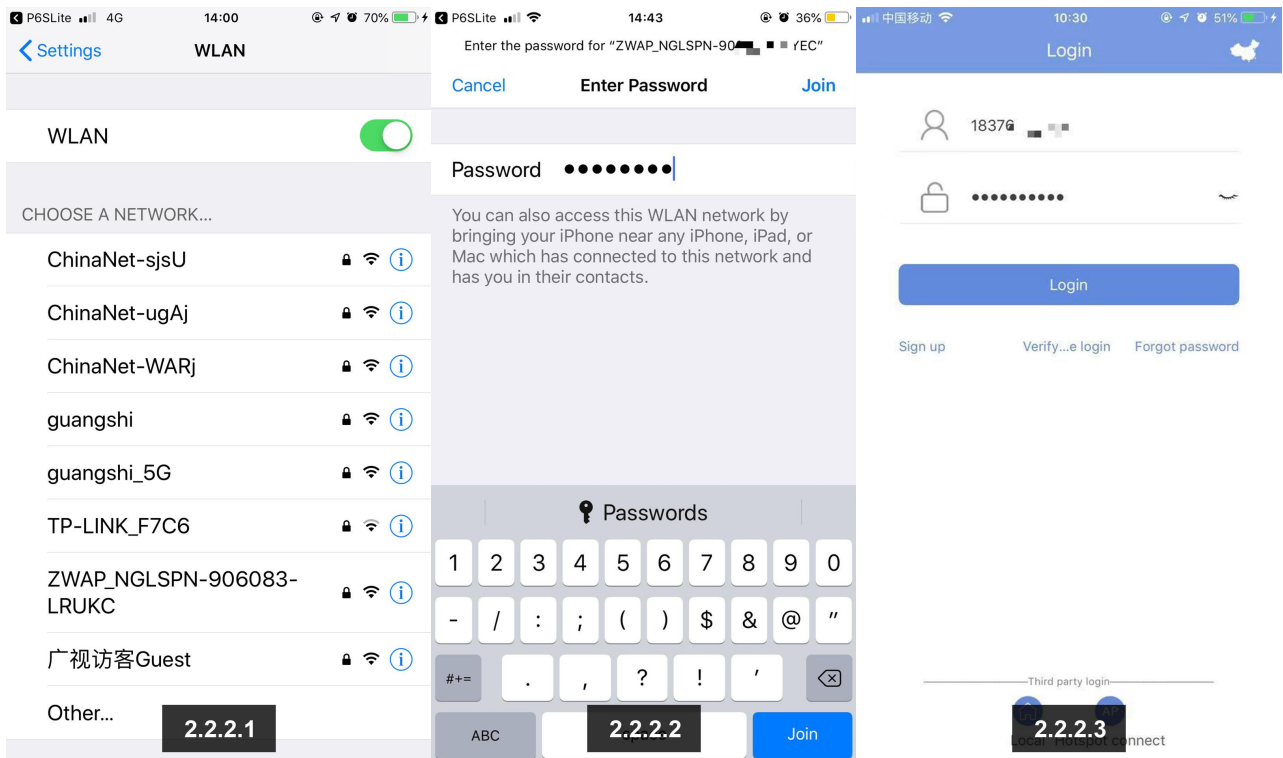 P6SLite 4G 14:00 70%
Settings WLAN
WLAN
CHOOSE A NETWORK...
ChinaNet-sjsU
ChinaNet-ugAj
ChinaNet-WARj
guangshi
guangshi_5G
TP-LINK_F7C6
ZWAP_NGLSPN-906083-
LRUKC
广视访客Guest
Other...
2.2.2.1
P6SLite 14:43 36%
Enter the password for “ZWAP_NGLSPN-90 YEC”
Cancel Enter Password Join
Password ●●●●●●●●
You can also access this WLAN network by
bringing your iPhone near any iPhone, iPad, or
Mac which has connected to this network and
has you in their contacts.
Passwords
1 2 3 4 5 6 7 8 9 0
- / : ; ( ) $ & @ "
#+= . , ? ! '
ABC Join
2.2.2.2
中国移动 10:30 51%
Login
18376
●●●●●●●●●●
Login
Sign up Verify...e login Forgot password
Third party login
AP
Local Hotspot connect
2.2.2.3